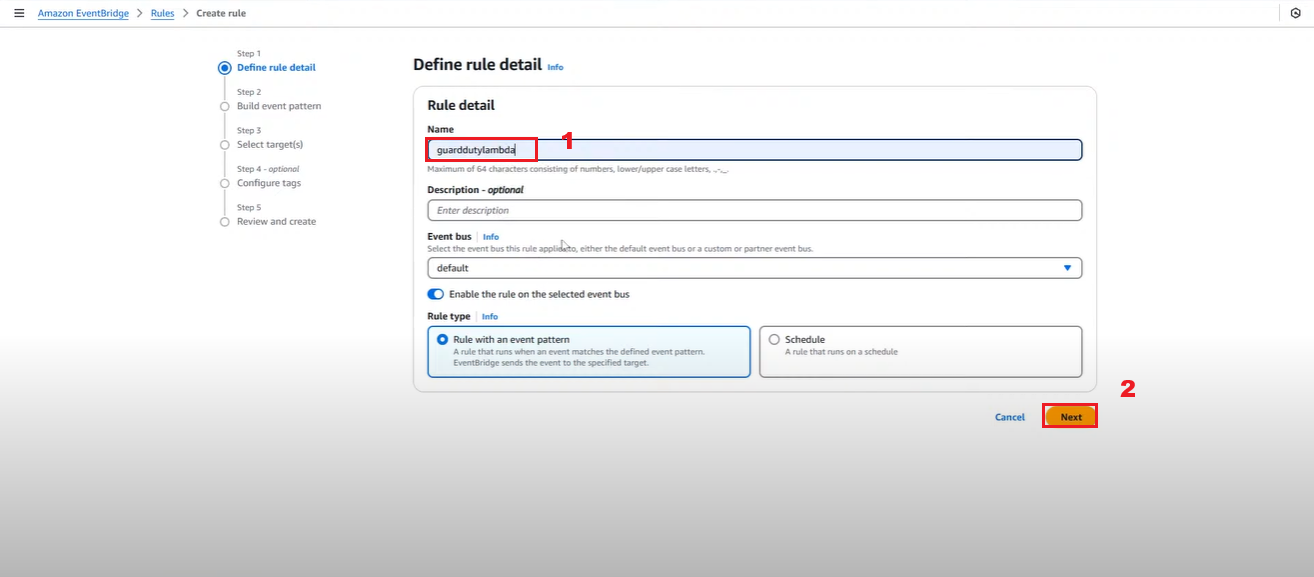 Amazon EventBridge > Rules > Create rule
Step 1
Define rule detail
Step 2
Build event pattern
Step 3
Select target(s)
Step 4 - optional
Configure tags
Step 5
Review and create
Define rule detail Info
Rule detail
Name
guarddutylambda
1
Maximum of 64 characters consisting of numbers, lower/upper case letters, .,-,_.
Description - optional
Enter description
Event bus Info
Select the event bus this rule applies to, either the default event bus or a custom or partner event bus.
default
Enable the rule on the selected event bus
Rule type Info
Rule with an event pattern
A rule that runs when an event matches the defined event pattern.
EventBridge sends the event to the specified target.
Schedule
A rule that runs on a schedule
2
Cancel
Next